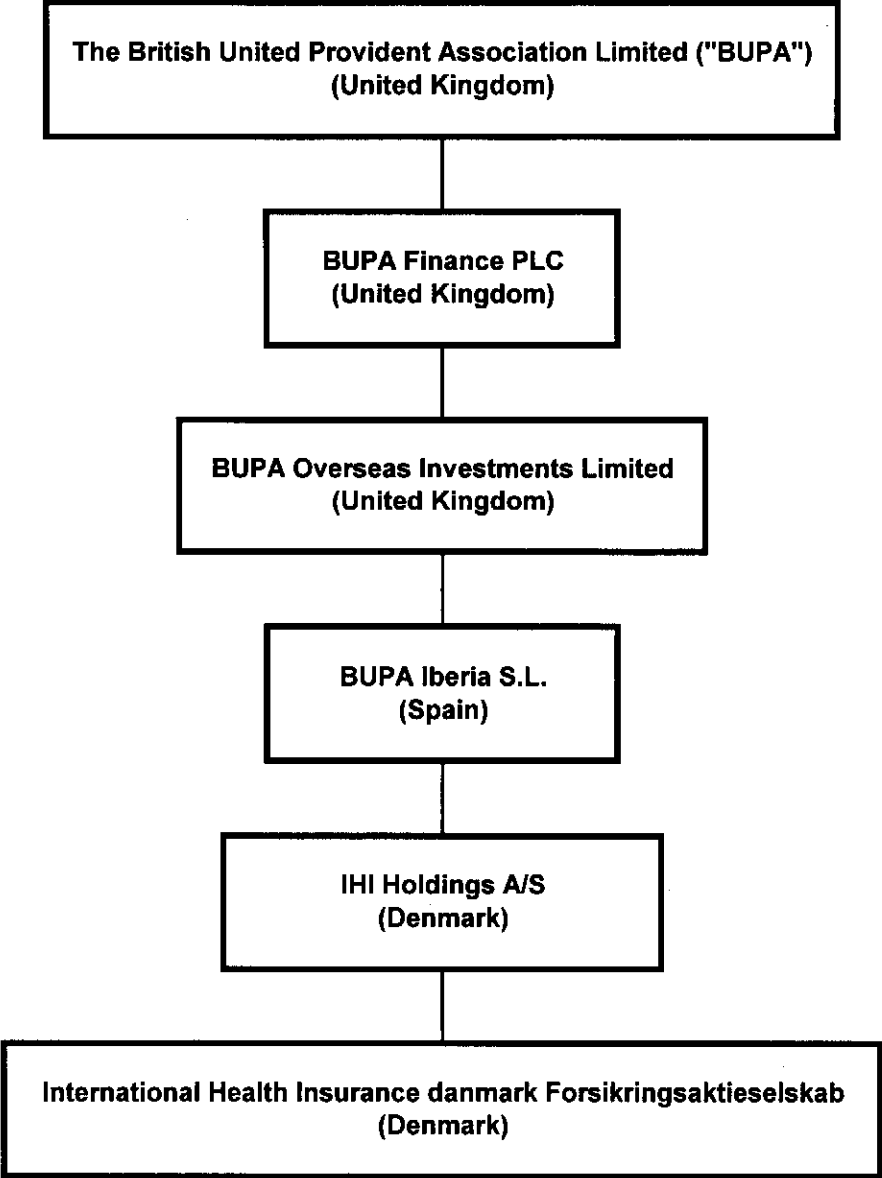 The British United Provident Association Limited ("BUPA")
(United Kingdom)
BUPA Finance PLC
(United Kingdom)
BUPA Overseas Investments Limited
(United Kingdom)
BUPA Iberia S.L.
(Spain)
IHI Holdings A/S
(Denmark)
International Health Insurance danmark Forsikringsaktieselskab
(Denmark)